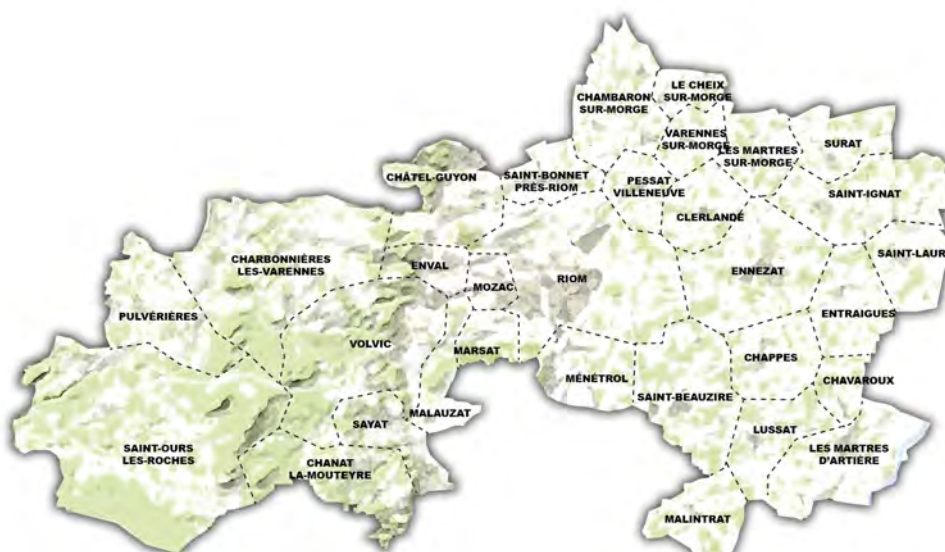 LE CHEIX
SUR-MORGE
CHAMBARON
SUR-MORGE
VARENNES
SUR-MORGE
LES MARTRES
SUR-MORGE
SURAT
CHÂTEL-GUYON
SAINT-BONNET
PRÈS-RIOM
PESSAT
VILLENEUVE
SAINT-IGNAT
CLERLANDE
SAINT-LAUR
CHARBONNIÈRES
LES-VARENNES
ENVAL
MOZAC
RIOM
ENNEZAT
PULVÉRIÈRES
ENTRAIGUES
VOLVIC
MARSAT
CHAPPES
MÉNÉTROL
CHAVAROUX
SAINT-BEAUZIRE
MALAUZAT
SAYAT
LUSSAT
SAINT-OURS
LES-ROCHES
LES MARTRES
D'ARTIÈRE
CHANAT
LA-MOUTEYRE
MALINTRAT